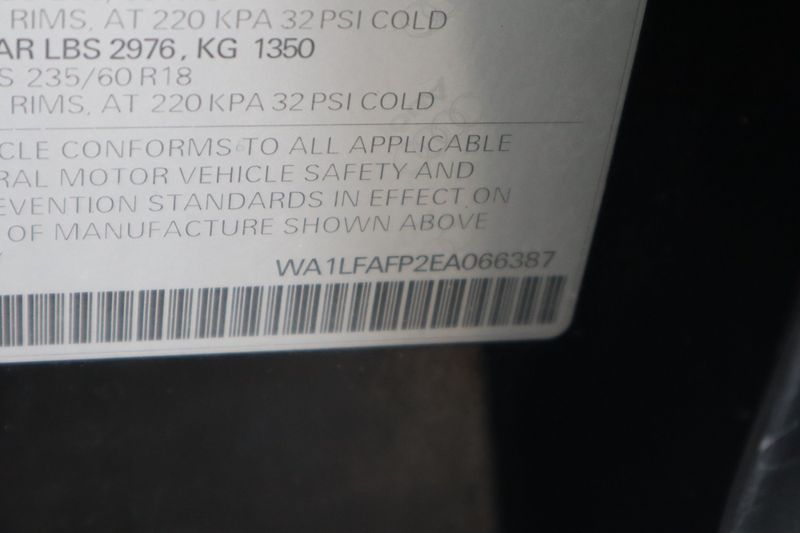 RIMS, AT 220 KPA 32 PSI COLD
AR LBS 2976, KG 1350
S 235/60 R18
RIMS, AT 220 KPA 32 PSI COLD
CLE CONFORMS TO ALL APPLICABLE
RAL MOTOR VEHICLE SAFETY AND
EVENTION STANDARDS IN EFFECT ON
OF MANUFACTURE SHOWN ABOVE
WA1LFAFP2EA066387